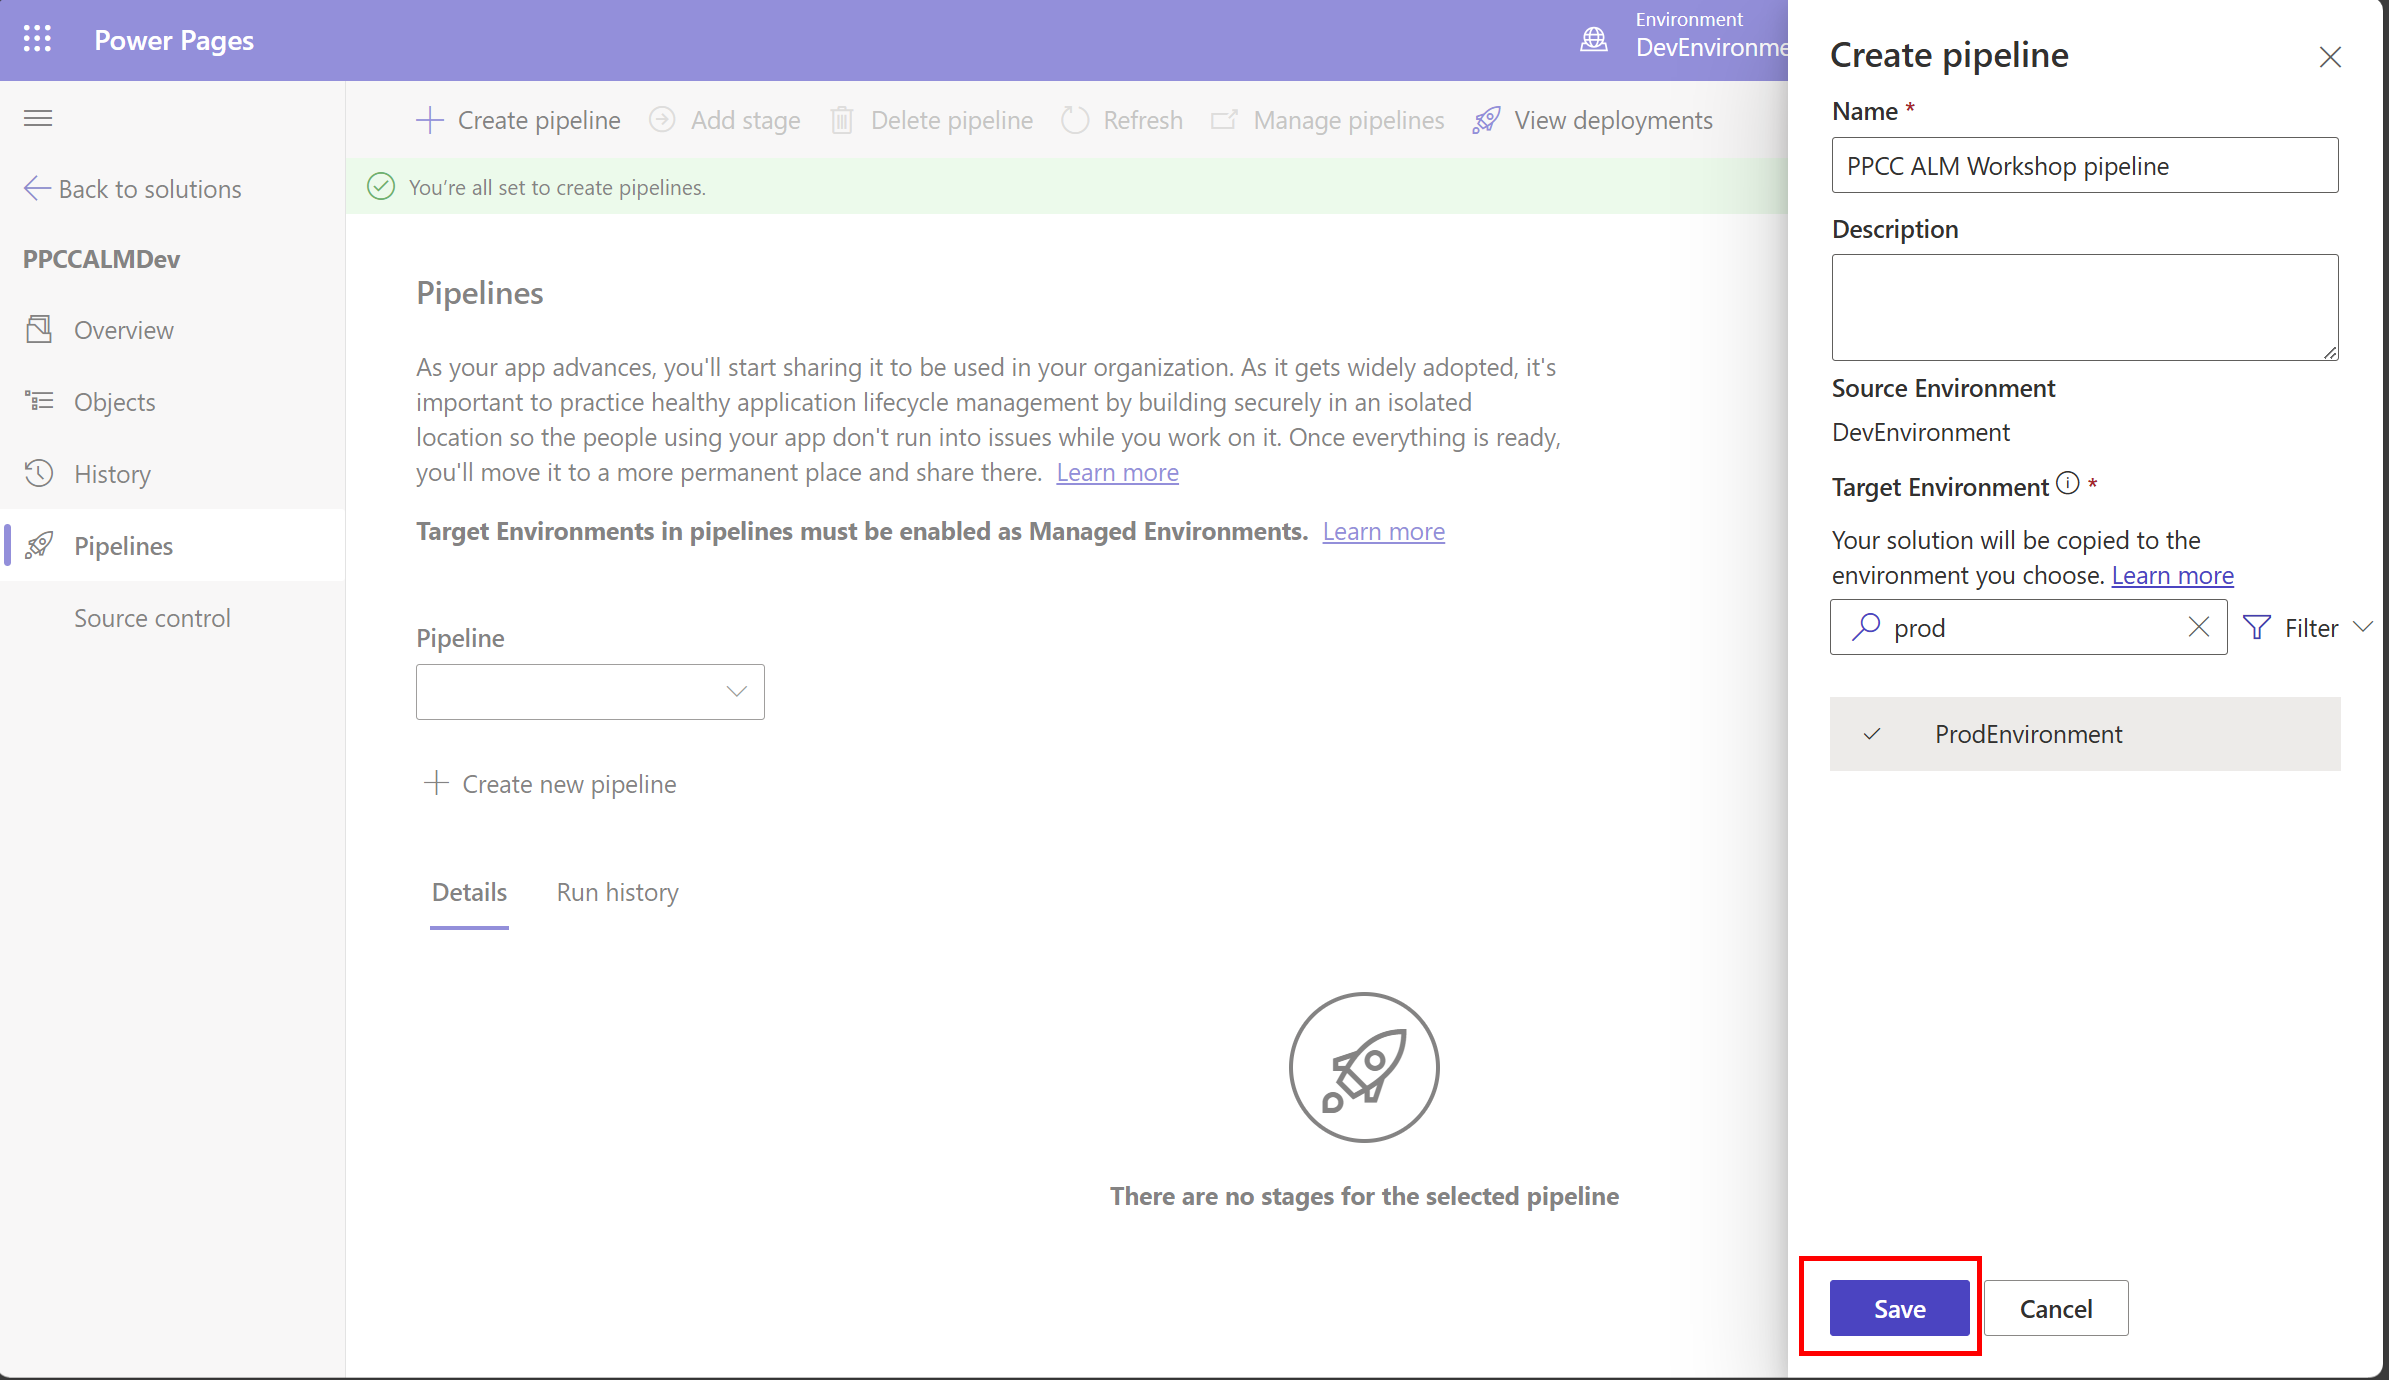 Power Pages
Environment
DevEnvironme
Create pipeline
Add stage
Delete pipeline
Refresh
Manage pipelines
View deployments
You're all set to create pipelines.
Back to solutions
PPCCALMDev
Overview
Objects
History
Pipelines
Source control
Pipelines
As your app advances, you'll start sharing it to be used in your organization. As it gets widely adopted, it's
important to practice healthy application lifecycle management by building securely in an isolated
location so the people using your app don't run into issues while you work on it. Once everything is ready,
you'll move it to a more permanent place and share there. Learn more
Target Environments in pipelines must be enabled as Managed Environments. Learn more
Pipeline
Create new pipeline
Details
Run history
There are no stages for the selected pipeline
Create pipeline
Name *
PPCC ALM Workshop pipeline
Description
Source Environment
DevEnvironment
Target Environment *
Your solution will be copied to the
environment you choose. Learn more
prod
Filter
ProdEnvironment
Save
Cancel